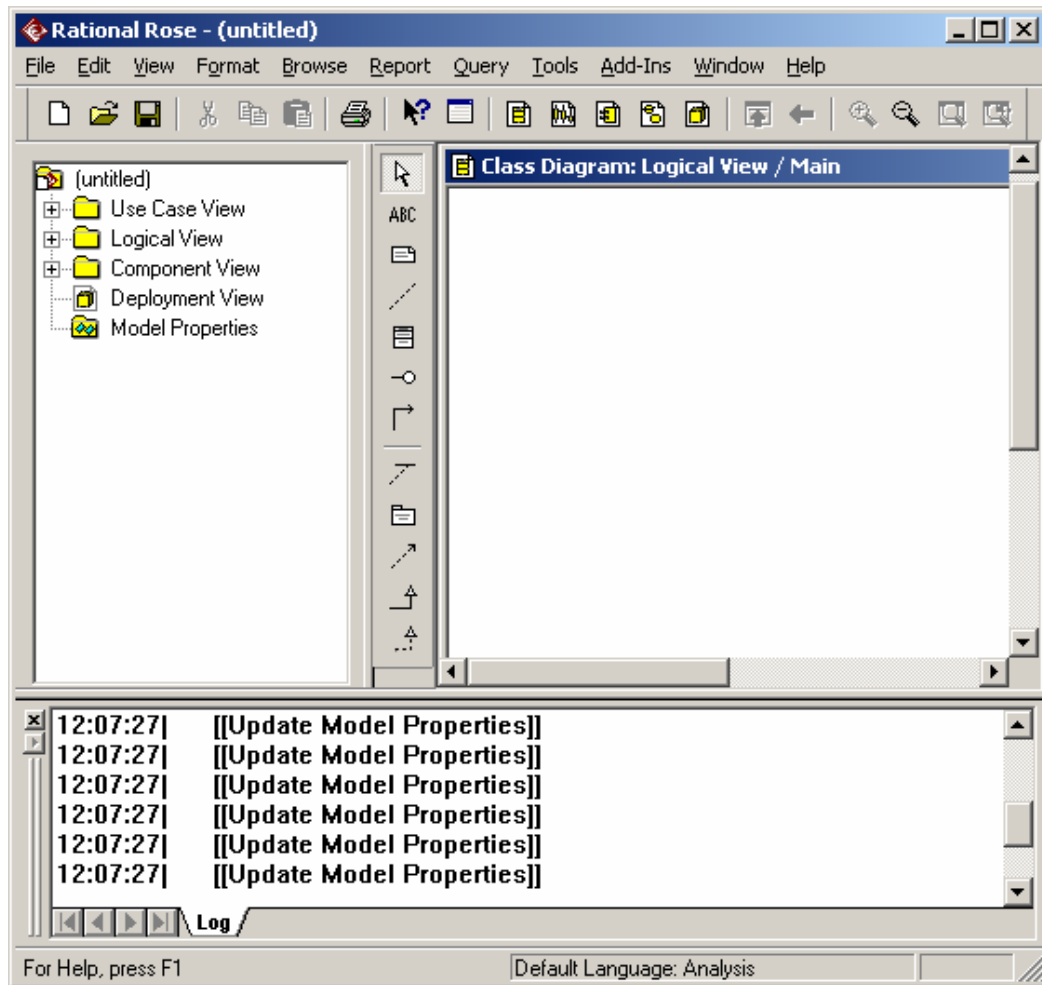 Rational Rose - (untitled)
File Edit View Format Browse Report Query Tools Add-Ins Window Help
(untitled)
Use Case View
Logical View
Component View
Deployment View
Model Properties
ABC
Class Diagram: Logical View / Main
12:07:27| [[Update Model Properties]]
12:07:27| [[Update Model Properties]]
12:07:27| [[Update Model Properties]]
12:07:27| [[Update Model Properties]]
12:07:27| [[Update Model Properties]]
12:07:27| [[Update Model Properties]]
Log
For Help, press F1 Default Language: Analysis